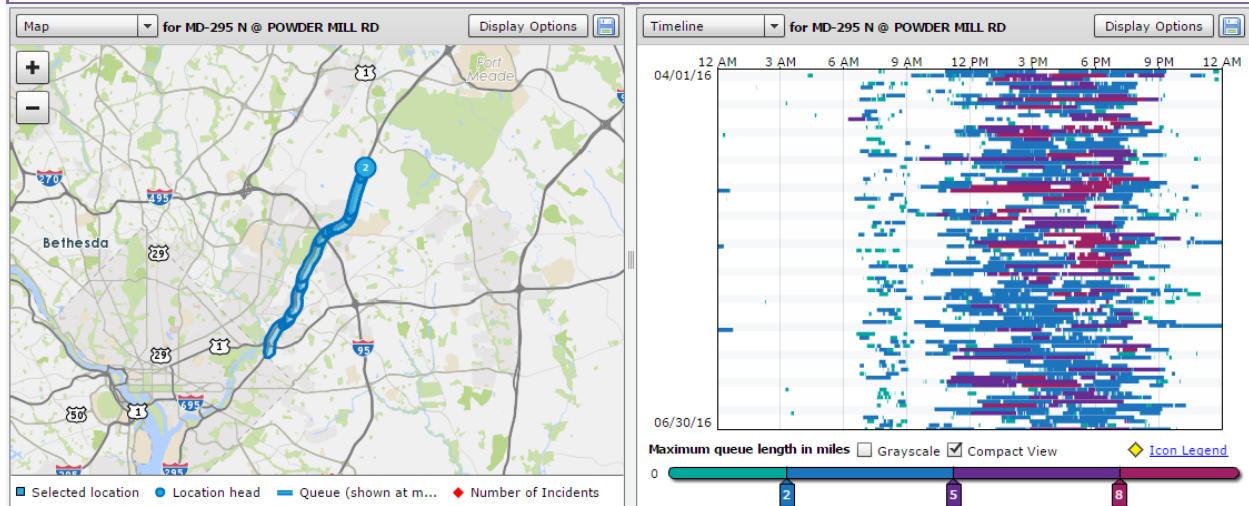 Map
for MD-295 N @ POWDER MILL RD
Display Options
+
−
1
Fort
Meade
2
270
495
29
Bethesda
29
1
95
50
1
695
295
Selected location
Location head
Queue (shown at m...
Number of Incidents
Timeline
for MD-295 N @ POWDER MILL RD
Display Options
12 AM 3 AM 6 AM 9 AM 12 PM 3 PM 6 PM 9 PM 12 AM
04/01/16
06/30/16
Maximum queue length in miles Grayscale Compact View Icon Legend
0
2 5 8